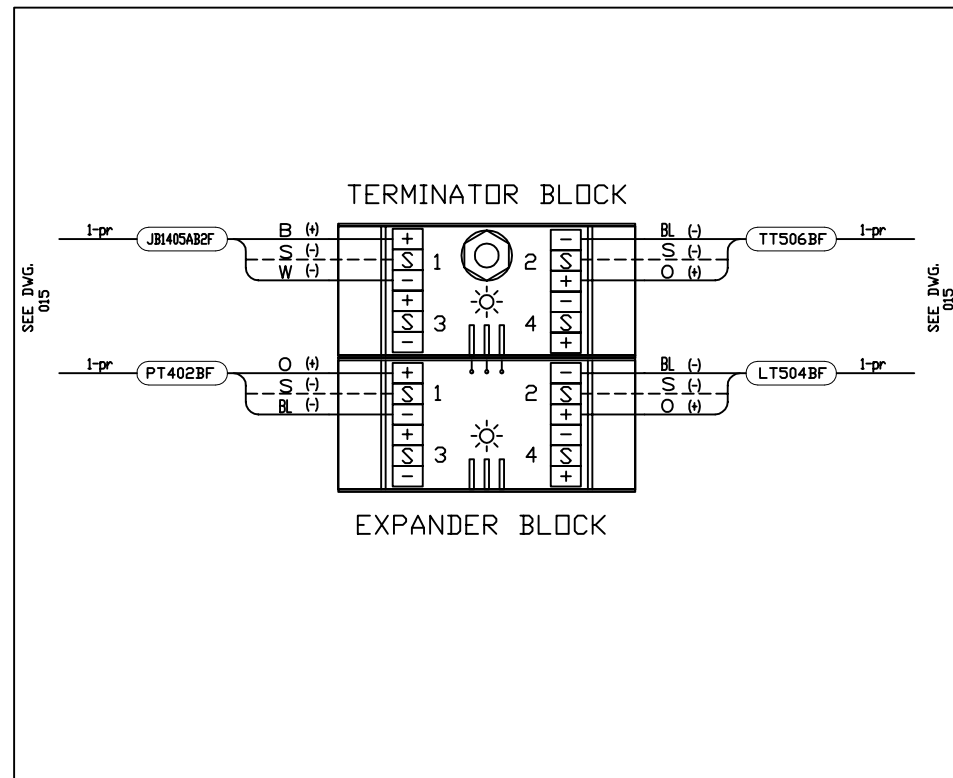 TERMINATOR BLOCK
1-pr JB1405AB2F B (+) + - BL (-) TT506BF 1-pr
S (-) S 1 2 S S (-)
W (-) - + O (+)
+ -
S 3 4 S
- +
SEE DWG. 015
SEE DWG. 015
1-pr PT402BF O (+) + - BL (-) LT504BF 1-pr
S (-) S 1 2 S S (-)
BL (-) - + O (+)
+ -
S 3 4 S
- +
EXPANDER BLOCK